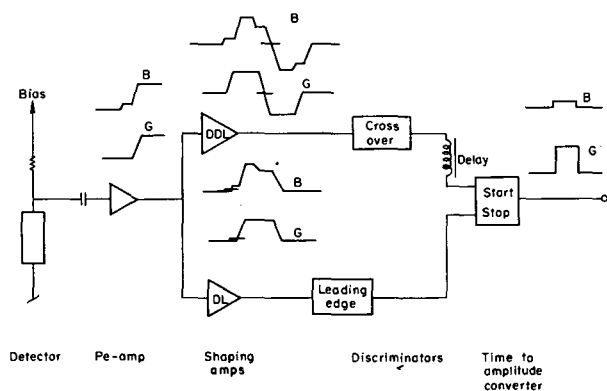 B
B
B
Bias
G
G
G
DDL
Cross
over
Delay
B
Start
Stop
G
DL
Leading
edge
Detector
Pe-amp
Shaping
amps
Discriminators
Time to
amplitude
converter